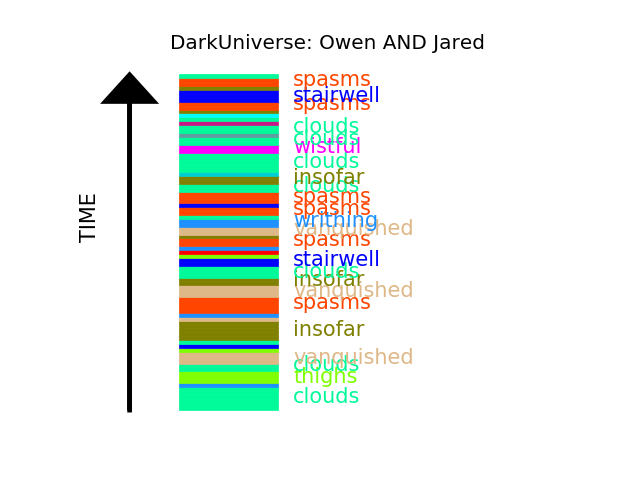 DarkUniverse: Owen AND Jared
spasms
stairwell
spasms
clouds
clouds
wistful
clouds
insofar
clouds
spasms
spasms
writhing
vanquished
spasms
stairwell
clouds
insofar
vanquished
spasms
insofar
vanquished
clouds
thighs
clouds
TIME